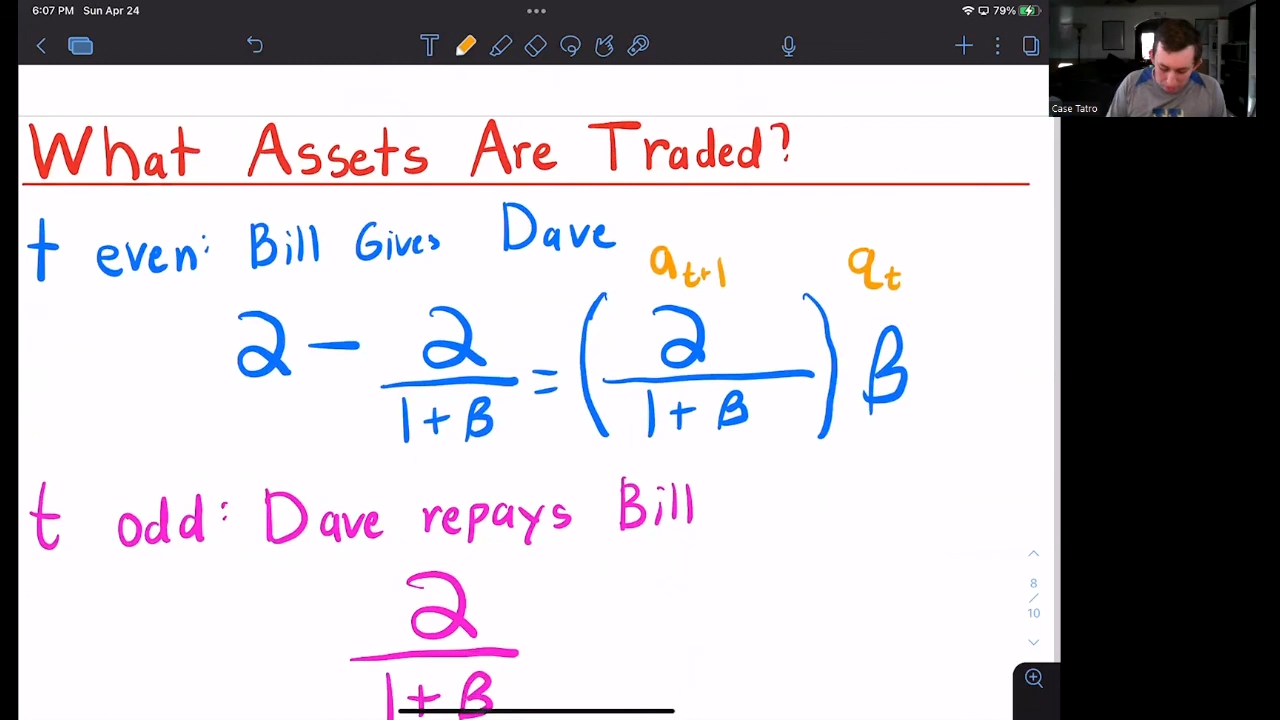 6:07 PM Sun Apr 24
79%
T
Case Tatro
What Assets Are Traded?
t even: Bill Gives Dave
a_{t+1} q_t
2 - 2/(1+β) = (2/(1+β)) β
t odd: Dave repays Bill
2/(1+β)
8
/
10